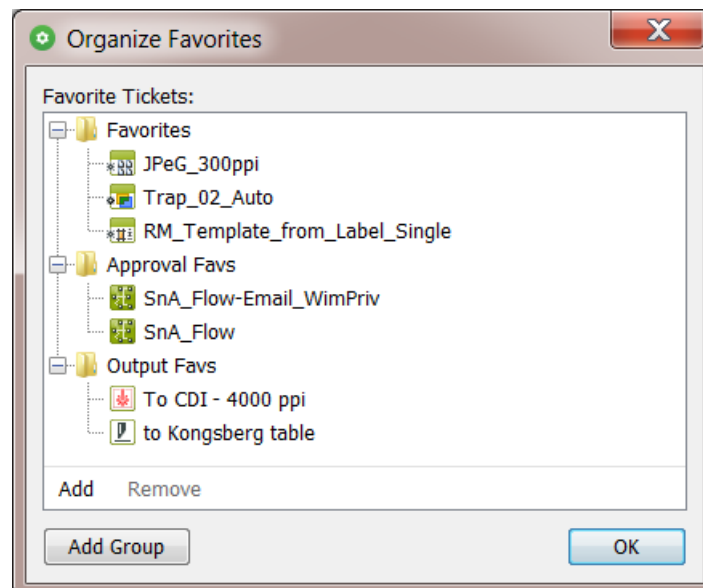 Organize Favorites
Favorite Tickets:
Favorites
JPeG_300ppi
Trap_02_Auto
RM_Template_from_Label_Single
Approval Favs
SnA_Flow-Email_WimPriv
SnA_Flow
Output Favs
To CDI - 4000 ppi
to Kongsberg table
Add Remove
Add Group OK